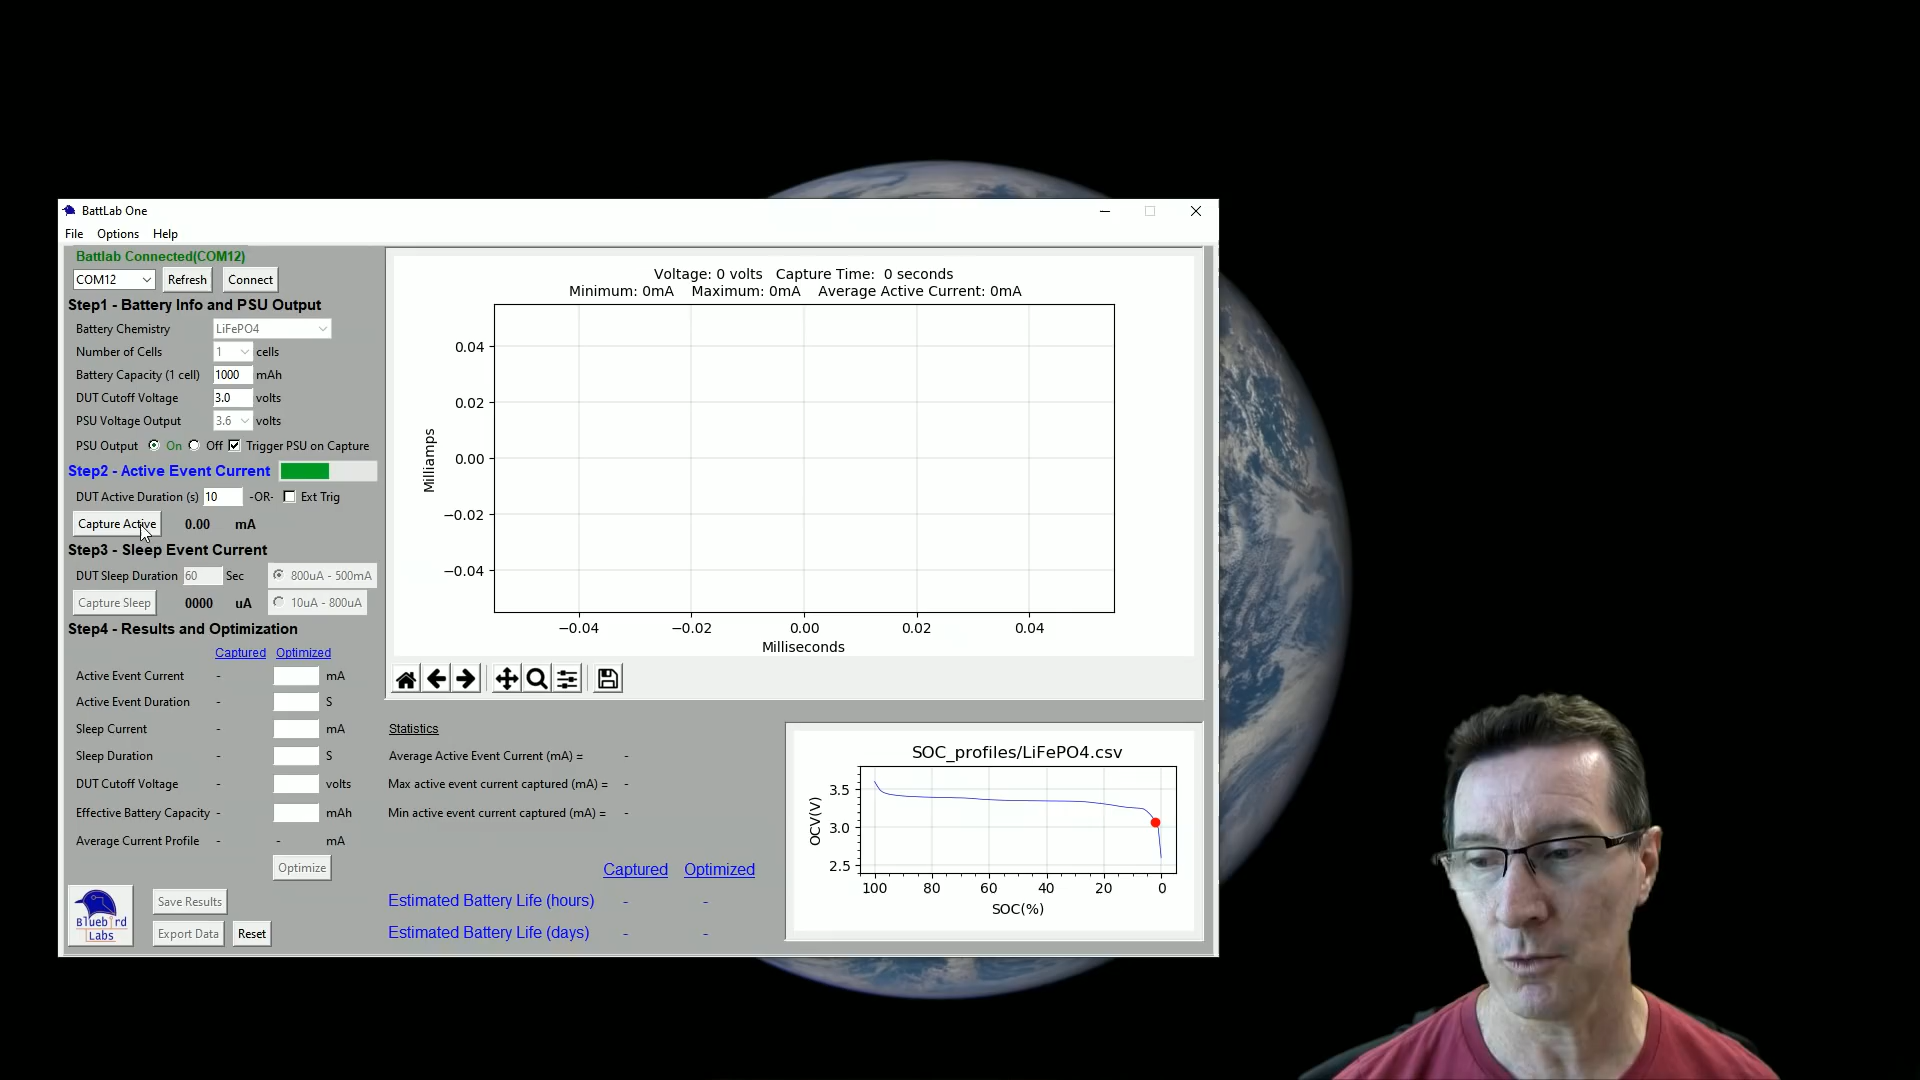 BattLab One
File Options Help
Battlab Connected(COM12)
COM12 Refresh Connect
Step1 - Battery Info and PSU Output
Battery Chemistry LiFePO4
Number of Cells 1 cells
Battery Capacity (1 cell) 1000 mAh
DUT Cutoff Voltage 3.0 volts
PSU Voltage Output 3.6 volts
PSU Output On Off Trigger PSU on Capture
Step2 - Active Event Current
DUT Active Duration (s) 10 -OR- Ext Trig
Capture Active 0.00 mA
Step3 - Sleep Event Current
DUT Sleep Duration 60 Sec 800uA - 500mA
Capture Sleep 0000 uA 10uA - 800uA
Step4 - Results and Optimization
Captured Optimized
Active Event Current - mA
Active Event Duration - S
Sleep Current - mA
Sleep Duration - S
DUT Cutoff Voltage - volts
Effective Battery Capacity - mAh
Average Current Profile - - mA
Optimize
Bluebird
Labs
Save Results
Export Data Reset
Voltage: 0 volts Capture Time: 0 seconds
Minimum: 0mA Maximum: 0mA Average Active Current: 0mA
Milliamps
0.04
0.02
0.00
−0.02
−0.04
−0.04 −0.02 0.00 0.02 0.04
Milliseconds
Statistics
Average Active Event Current (mA) = -
Max active event current captured (mA) = -
Min active event current captured (mA) = -
Captured Optimized
Estimated Battery Life (hours) - -
Estimated Battery Life (days) - -
SOC_profiles/LiFePO4.csv
OCV(V)
3.5
3.0
2.5
100 80 60 40 20 0
SOC(%)